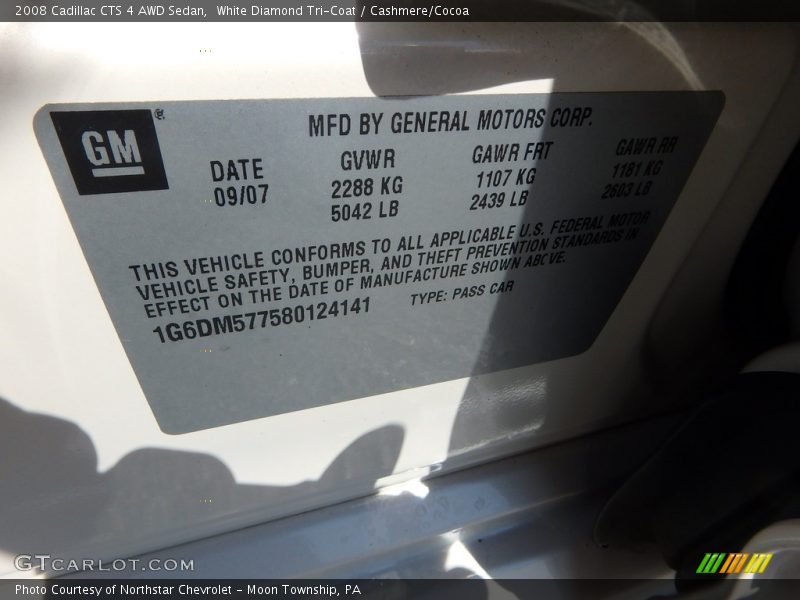 2008 Cadillac CTS 4 AWD Sedan, White Diamond Tri-Coat / Cashmere/Cocoa
GM®
MFD BY GENERAL MOTORS CORP.
DATE GVWR GAWR FRT GAWR RR
09/07 2288 KG 1107 KG 1181 KG
5042 LB 2439 LB 2603 LB
THIS VEHICLE CONFORMS TO ALL APPLICABLE U.S. FEDERAL MOTOR
VEHICLE SAFETY, BUMPER, AND THEFT PREVENTION STANDARDS IN
EFFECT ON THE DATE OF MANUFACTURE SHOWN ABOVE.
1G6DM577580124141 TYPE: PASS CAR
GTCARLOT.COM
Photo Courtesy of Northstar Chevrolet - Moon Township, PA